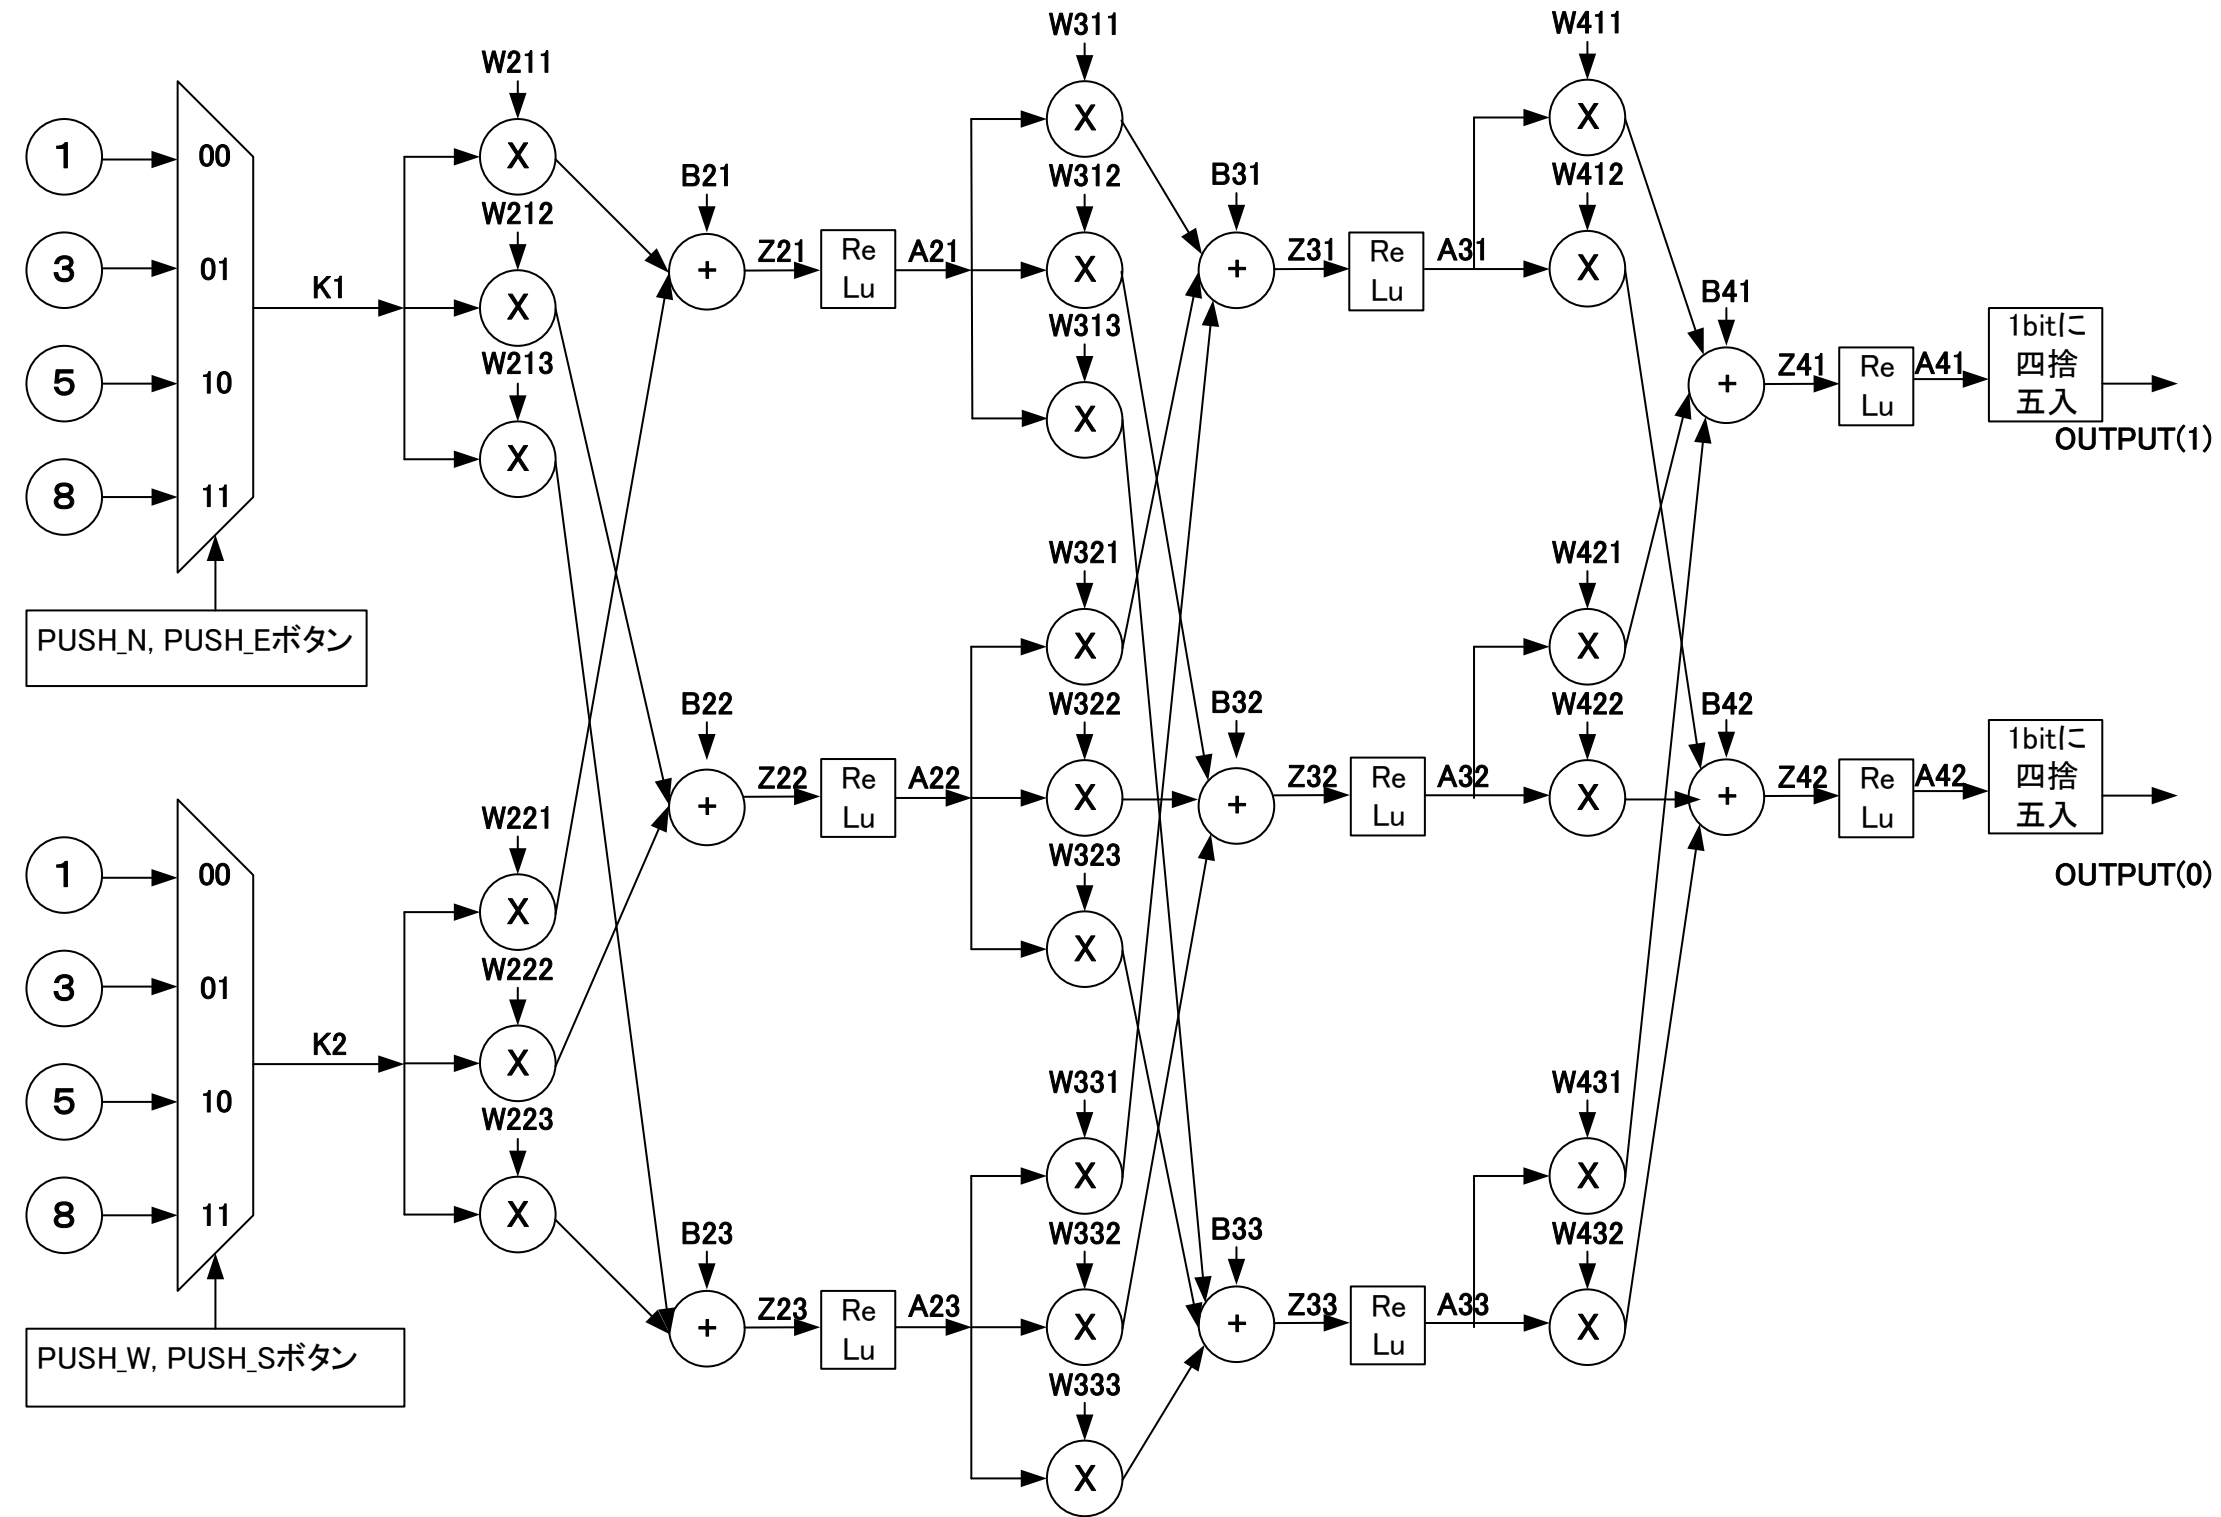 1
3
5
8
00
01
10
11
PUSH_N, PUSH_Eボタン
K1
W211
X
W212
X
W213
X
1
3
5
8
00
01
10
11
PUSH_W, PUSH_Sボタン
K2
W221
X
W222
X
W223
X
B21
+
Z21
Re
Lu
A21
B22
+
Z22
Re
Lu
A22
B23
+
Z23
Re
Lu
A23
W311
X
W312
X
W313
X
W321
X
W322
X
W323
X
W331
X
W332
X
W333
X
B31
+
Z31
Re
Lu
A31
B32
+
Z32
Re
Lu
A32
B33
+
Z33
Re
Lu
A33
W411
X
W412
X
W421
X
W422
X
W431
X
W432
X
B41
+
Z41
Re
Lu
A41
1bitに
四捨
五入
OUTPUT(1)
B42
+
Z42
Re
Lu
A42
1bitに
四捨
五入
OUTPUT(0)